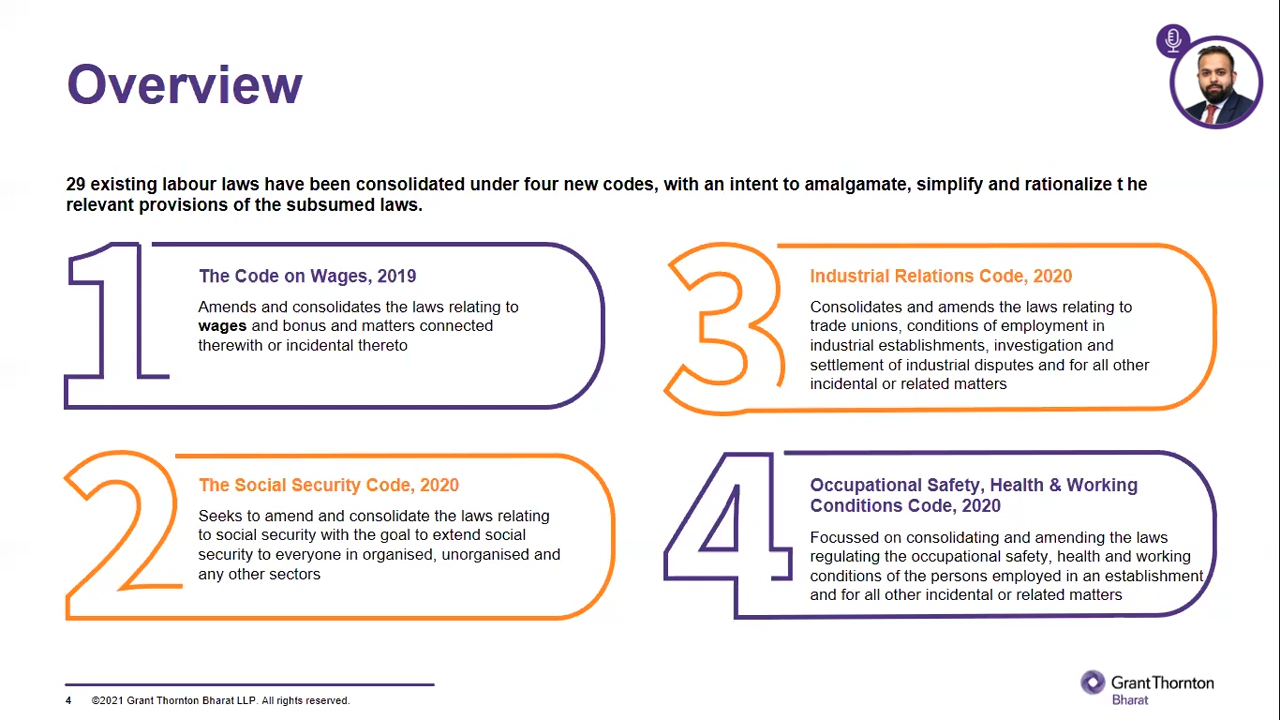 Overview
29 existing labour laws have been consolidated under four new codes, with an intent to amalgamate, simplify and rationalize t he
relevant provisions of the subsumed laws.
1
The Code on Wages, 2019
Amends and consolidates the laws relating to
wages and bonus and matters connected
therewith or incidental thereto
2
The Social Security Code, 2020
Seeks to amend and consolidate the laws relating
to social security with the goal to extend social
security to everyone in organised, unorganised and
any other sectors
3
Industrial Relations Code, 2020
Consolidates and amends the laws relating to
trade unions, conditions of employment in
industrial establishments, investigation and
settlement of industrial disputes and for all other
incidental or related matters
4
Occupational Safety, Health & Working
Conditions Code, 2020
Focussed on consolidating and amending the laws
regulating the occupational safety, health and working
conditions of the persons employed in an establishment
and for all other incidental or related matters
4 ©2021 Grant Thornton Bharat LLP. All rights reserved.
GrantThornton
Bharat